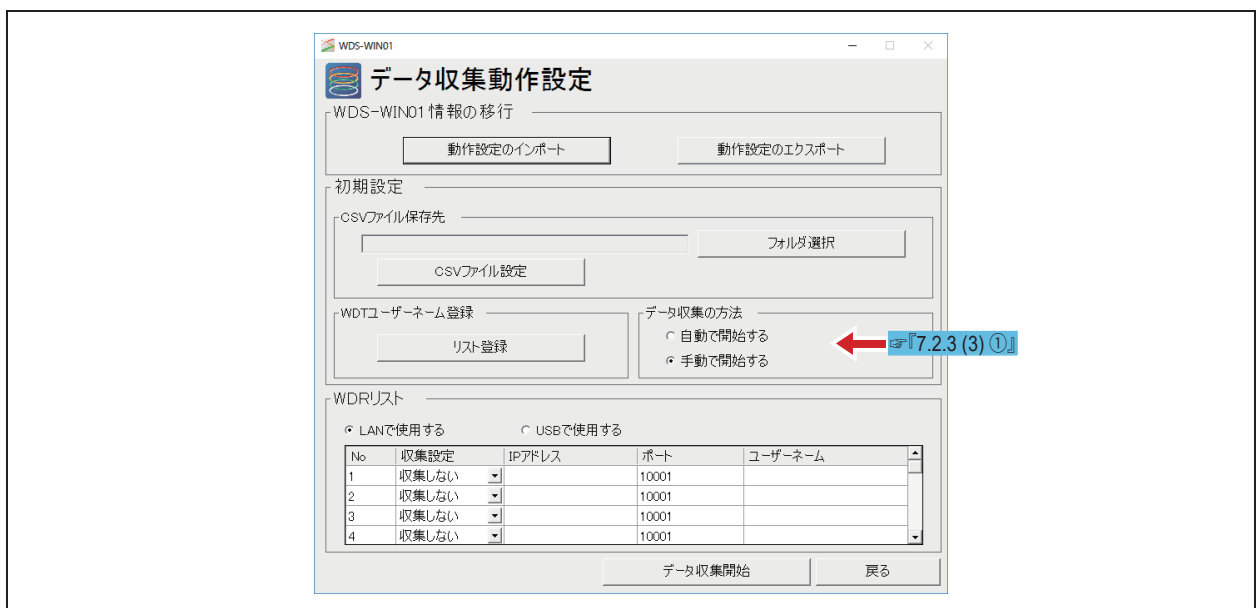 WDS-WIN01
データ収集動作設定
WDS-WIN01情報の移行
動作設定のインポート 動作設定のエクスポート
初期設定
CSVファイル保存先
フォルダ選択
CSVファイル設定
WDTユーザーネーム登録 データ収集の方法
自動で開始する
リスト登録
手動で開始する
☞『7.2.3 (3) ①』
WDRリスト
LANで使用する USBで使用する
No 収集設定 IPアドレス ポート ユーザーネーム
1 収集しない 10001
2 収集しない 10001
3 収集しない 10001
4 収集しない 10001
データ収集開始 戻る